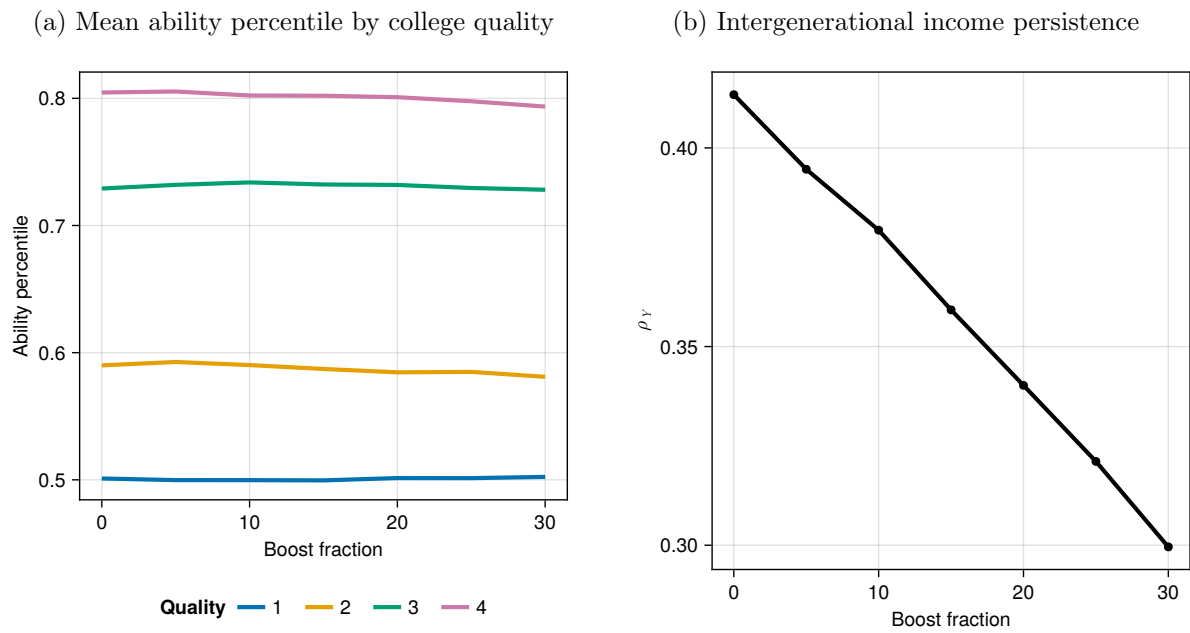 (a) Mean ability percentile by college quality
0.8
0.7
0.6
0.5
Ability percentile
0
10
20
30
Boost fraction
Quality 1 2 3 4
(b) Intergenerational income persistence
0.40
0.35
0.30
ρY
0
10
20
30
Boost fraction